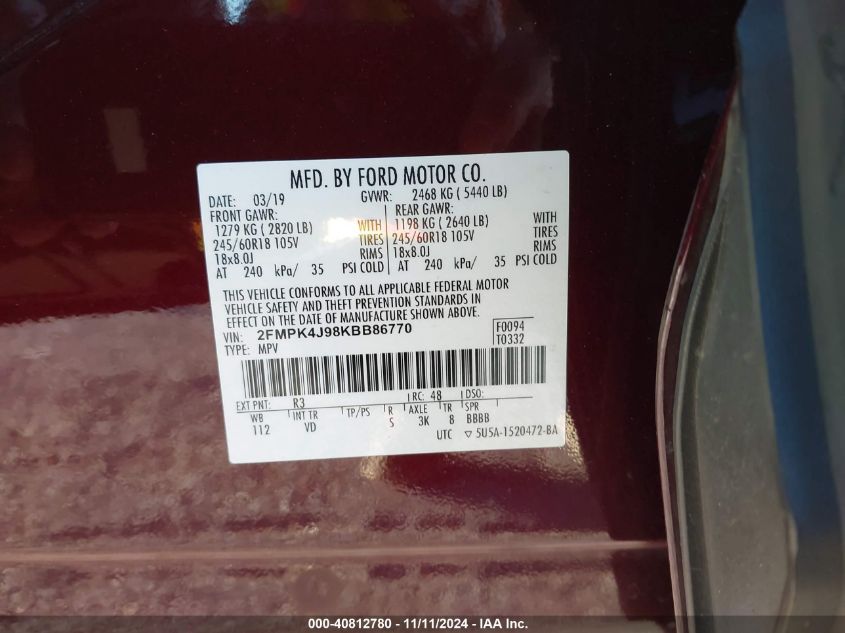 MFD. BY FORD MOTOR CO.
DATE: 03/19 GVWR: 2468 KG ( 5440 LB)
FRONT GAWR: REAR GAWR:
1279 KG ( 2820 LB) WITH 1198 KG ( 2640 LB) WITH
245/60R18 105V TIRES 245/60R18 105V TIRES
18x8.0J RIMS 18x8.0J RIMS
AT 240 kPa/ 35 PSI COLD AT 240 kPa/ 35 PSI COLD
THIS VEHICLE CONFORMS TO ALL APPLICABLE FEDERAL MOTOR
VEHICLE SAFETY AND THEFT PREVENTION STANDARDS IN
EFFECT ON THE DATE OF MANUFACTURE SHOWN ABOVE.
VIN: 2FMPK4J98KBB86770 F0094
TYPE: MPV T0332
EXT PNT: R3 RC: 48 DSO:
WB INT TR TP/PS R AXLE TR SPR
112 VD S 3K 8 BBBB
UTC ▽ 5U5A-1520472-BA
000-40812780 - 11/11/2024 - IAA Inc.